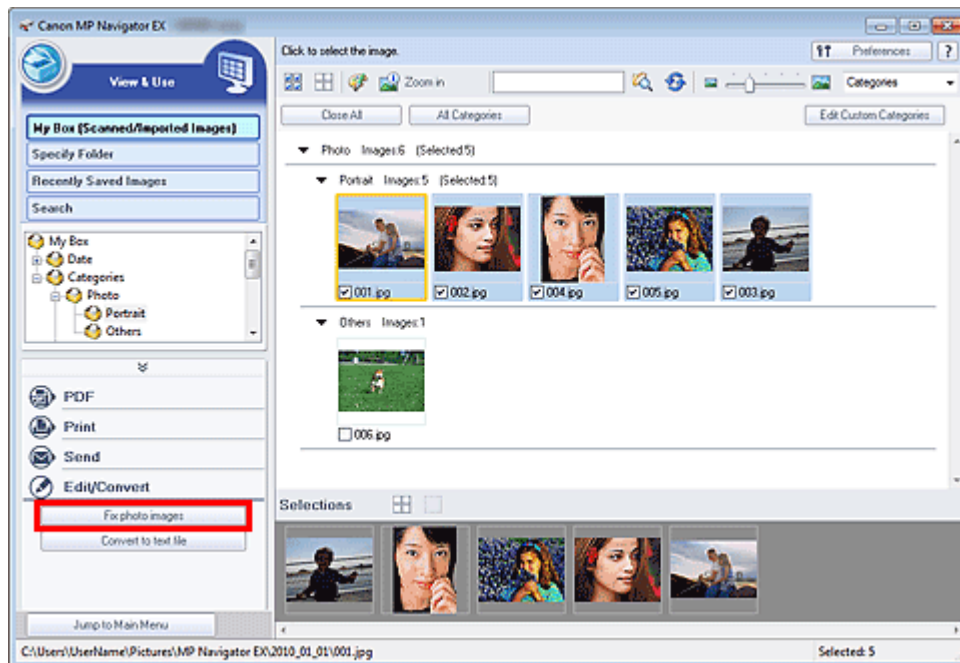 Canon MP Navigator EX
View & Use
My Box (Scanned/Imported Images)
Specify Folder
Recently Saved Images
Search
My Box
Date
Categories
Photo
Portrait
Others
PDF
Print
Send
Edit/Convert
Fix photo images
Convert to text file
Jump to Main Menu
Click to select the image.
Preferences
?
Zoom in
Categories
Close All
All Categories
Edit Custom Categories
Photo Images:6 (Selected:5)
Portrait Images:5 (Selected:5)
001.jpg
002.jpg
004.jpg
005.jpg
003.jpg
Others Images:1
006.jpg
Selections
C:\Users\UserName\Pictures\MP Navigator EX\2010_01_01\001.jpg
Selected: 5